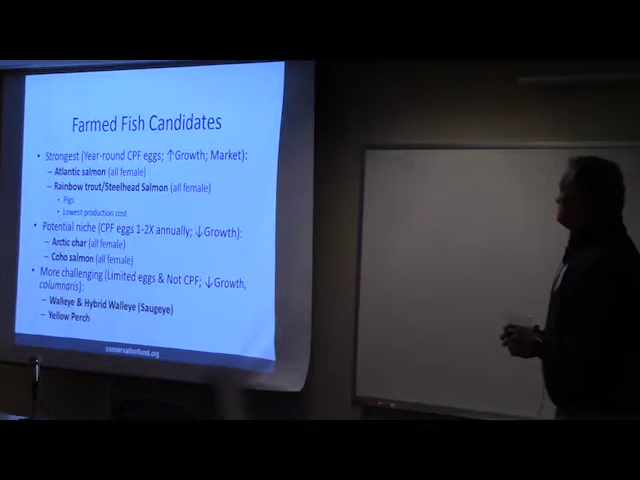 Farmed Fish Candidates
• Strongest (Year-round CPF eggs; ↑Growth; Market):
– Atlantic salmon (all female)
– Rainbow trout/Steelhead Salmon (all female)
• Pigs
• Lowest production cost
• Potential niche (CPF eggs 1-2X annually; ↓Growth):
– Arctic char (all female)
– Coho salmon (all female)
• More challenging (Limited eggs & Not CPF; ↓Growth,
columnaris):
– Walleye & Hybrid Walleye (Saugeye)
– Yellow Perch
conservationfund.org